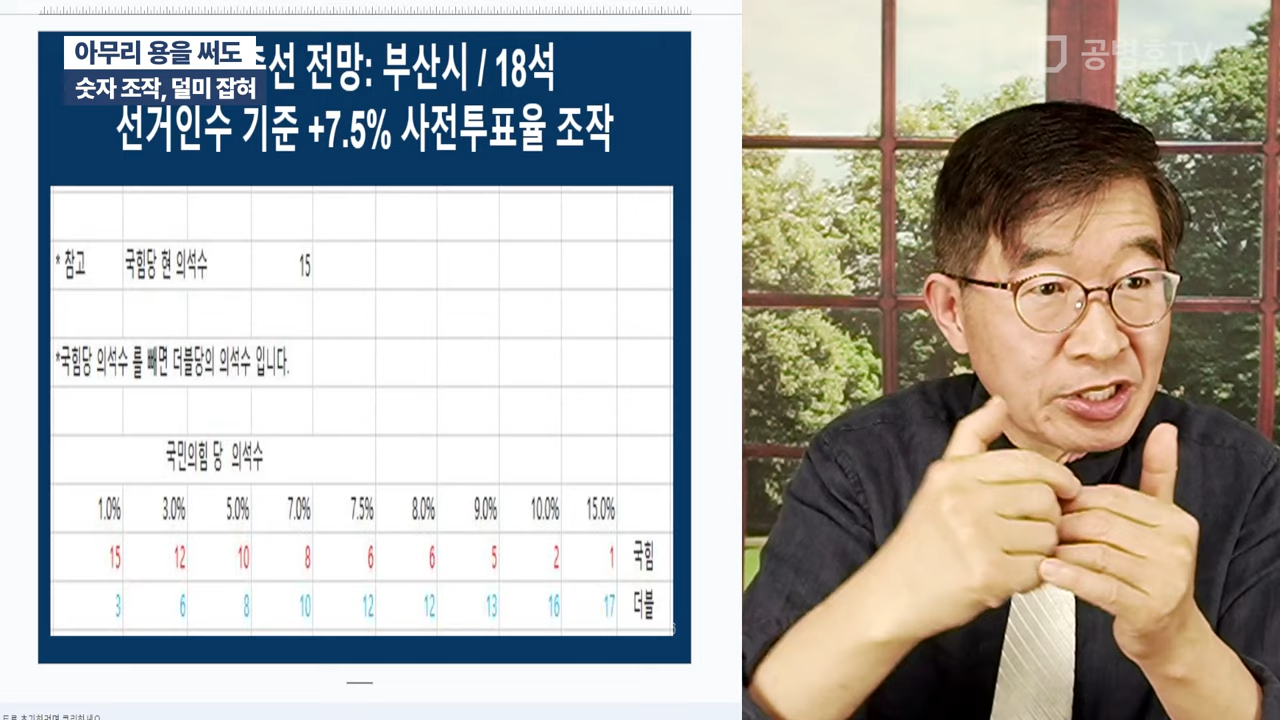 아무리 용을 써도
숫자 조작, 덜미 잡혀
총선 전망: 부산시 / 18석
선거인수 기준 +7.5% 사전투표율 조작
공병호TV
* 참고 국힘당 현 의석수 15
*국힘당 의석수 를 빼면 더블당의 의석수 입니다.
국민의힘 당 의석수
1.0% 3.0% 5.0% 7.0% 7.5% 8.0% 9.0% 10.0% 15.0%
15 12 10 8 6 6 5 2 1 국힘
3 6 8 10 12 12 13 16 17 더블